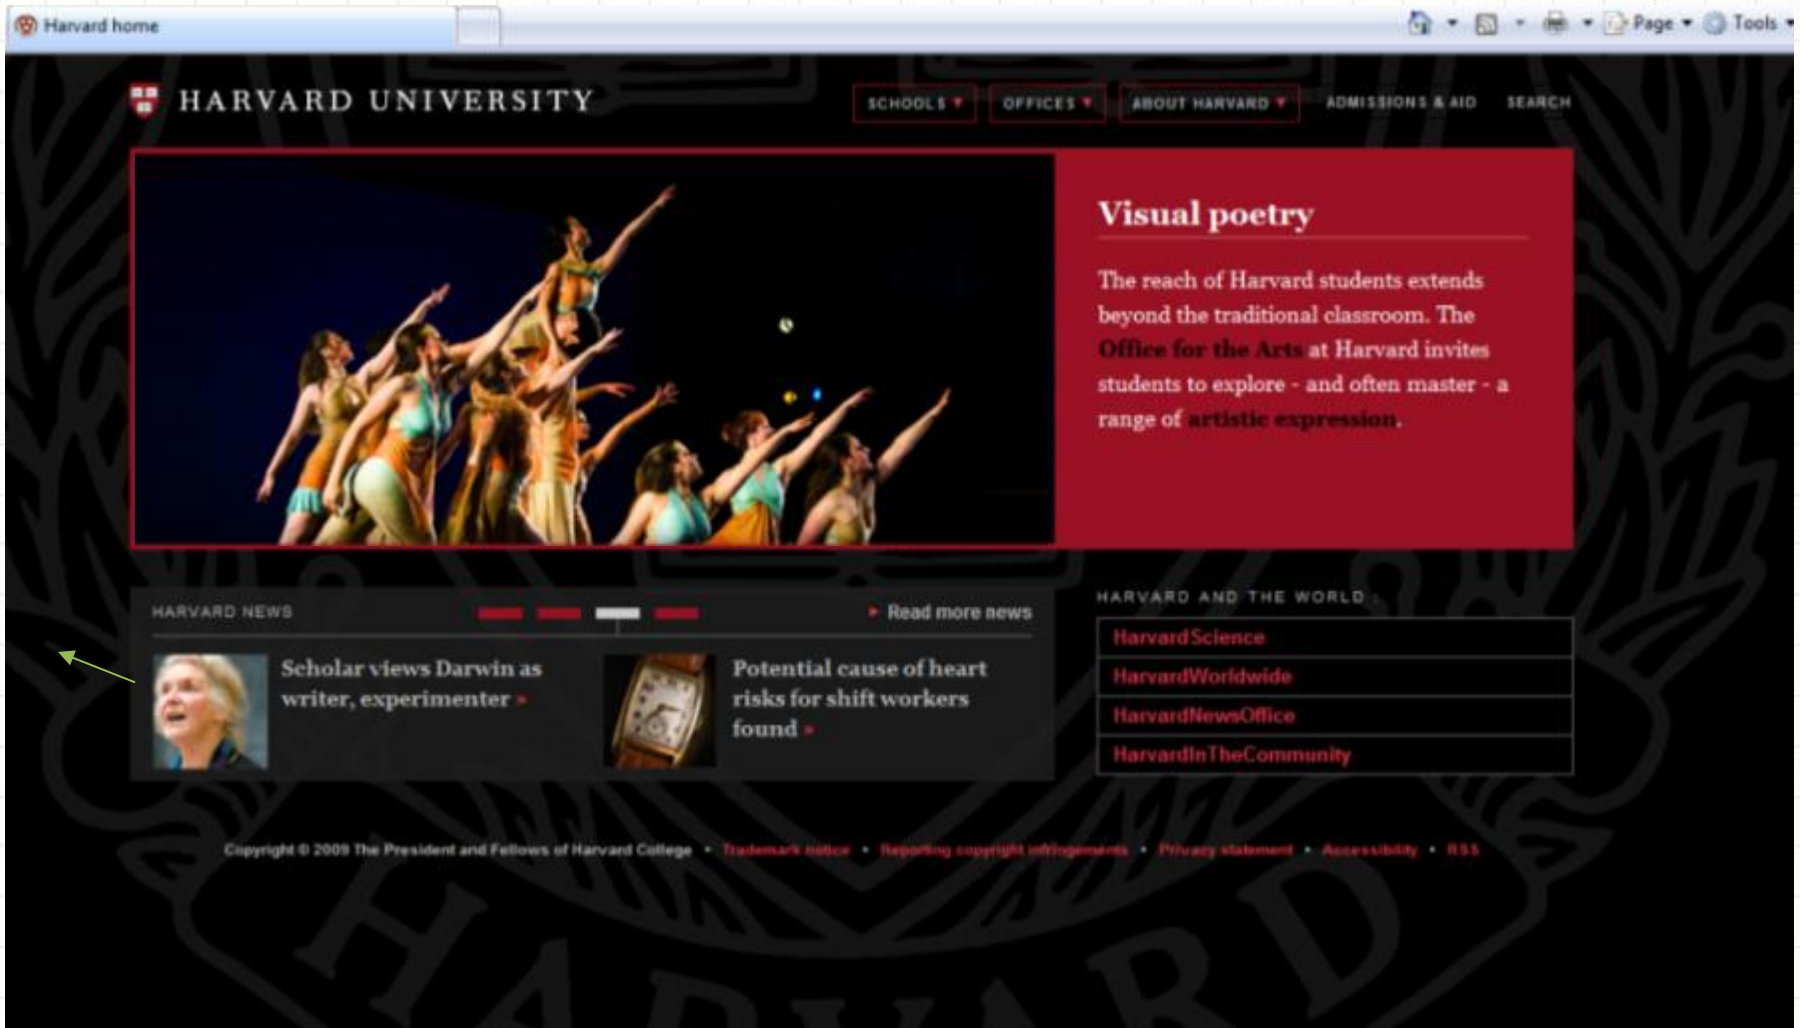 Harvard home
Page
Tools
HARVARD UNIVERSITY
SCHOOLS
OFFICES
ABOUT HARVARD
ADMISSIONS & AID
SEARCH
Visual poetry
The reach of Harvard students extends
beyond the traditional classroom. The
Office for the Arts at Harvard invites
students to explore - and often master - a
range of artistic expression.
HARVARD NEWS
Read more news
Scholar views Darwin as
writer, experimenter »
Potential cause of heart
risks for shift workers
found »
HARVARD AND THE WORLD :
HarvardScience
HarvardWorldwide
HarvardNewsOffice
HarvardInTheCommunity
Copyright © 2009 The President and Fellows of Harvard College • Trademark notice • Reporting copyright infringements • Privacy statement • Accessibility • RSS
HARVARD